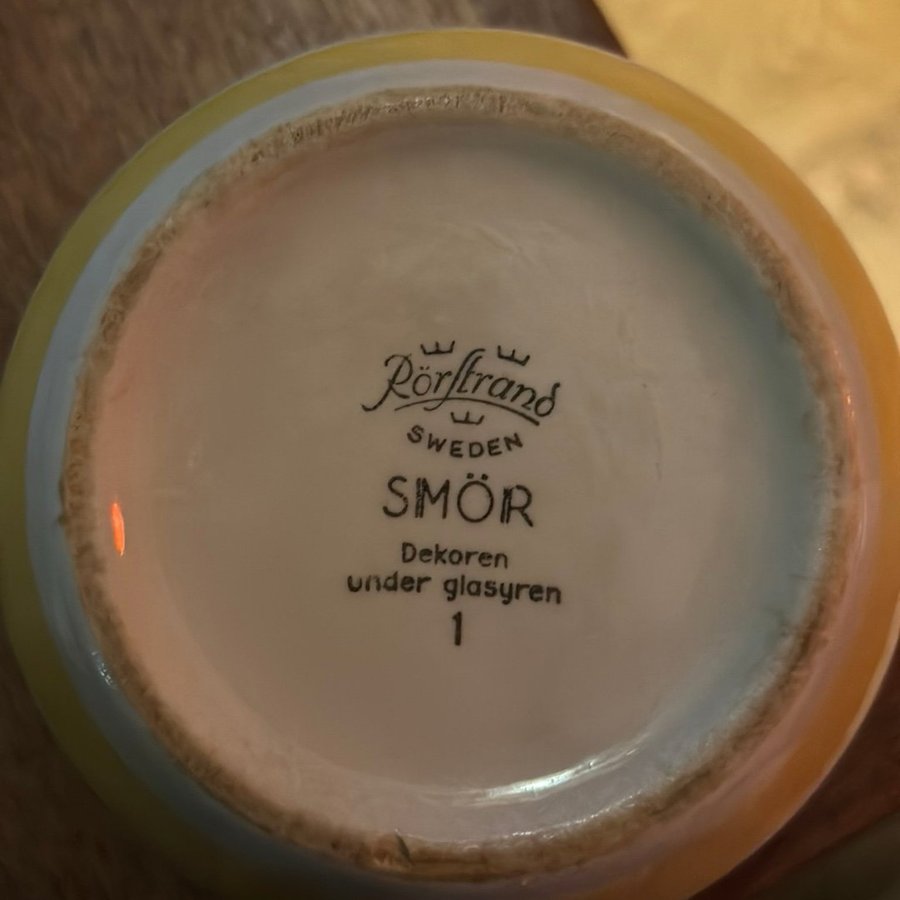 Rörstrand
SWEDEN
SMÖR
Dekoren
under glasyren
1